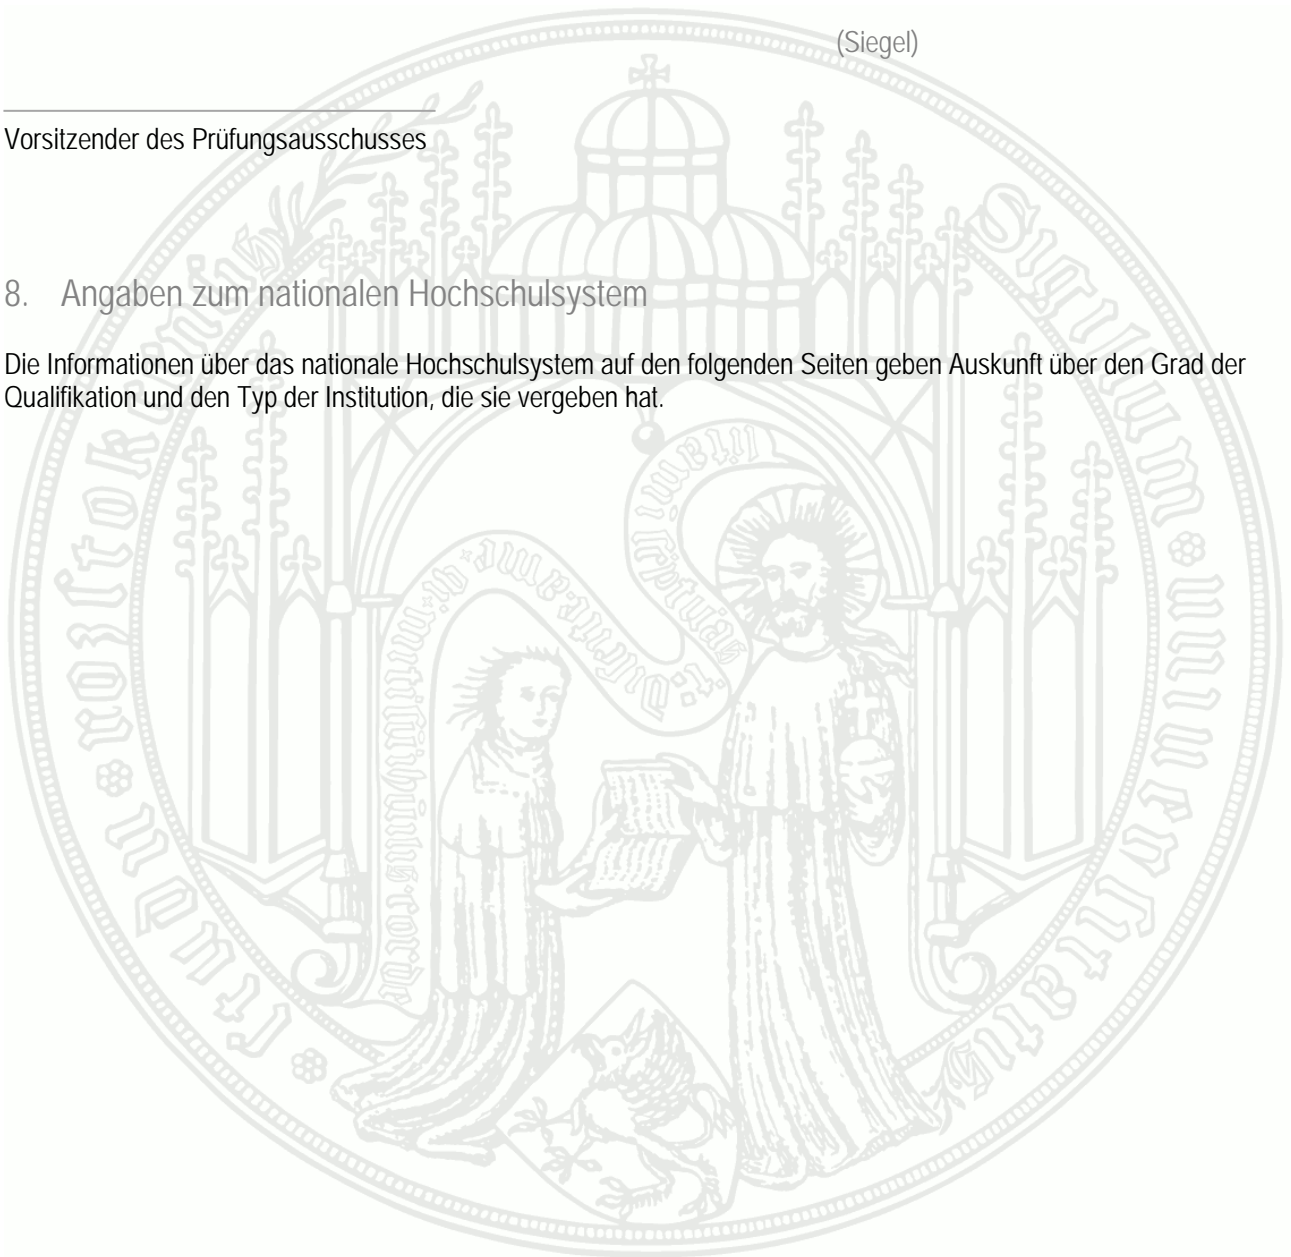 (Siegel)
Vorsitzender des Prüfungsausschusses
8. Angaben zum nationalen Hochschulsystem
Die Informationen über das nationale Hochschulsystem auf den folgenden Seiten geben Auskunft über den Grad der
Qualifikation und den Typ der Institution, die sie vergeben hat.